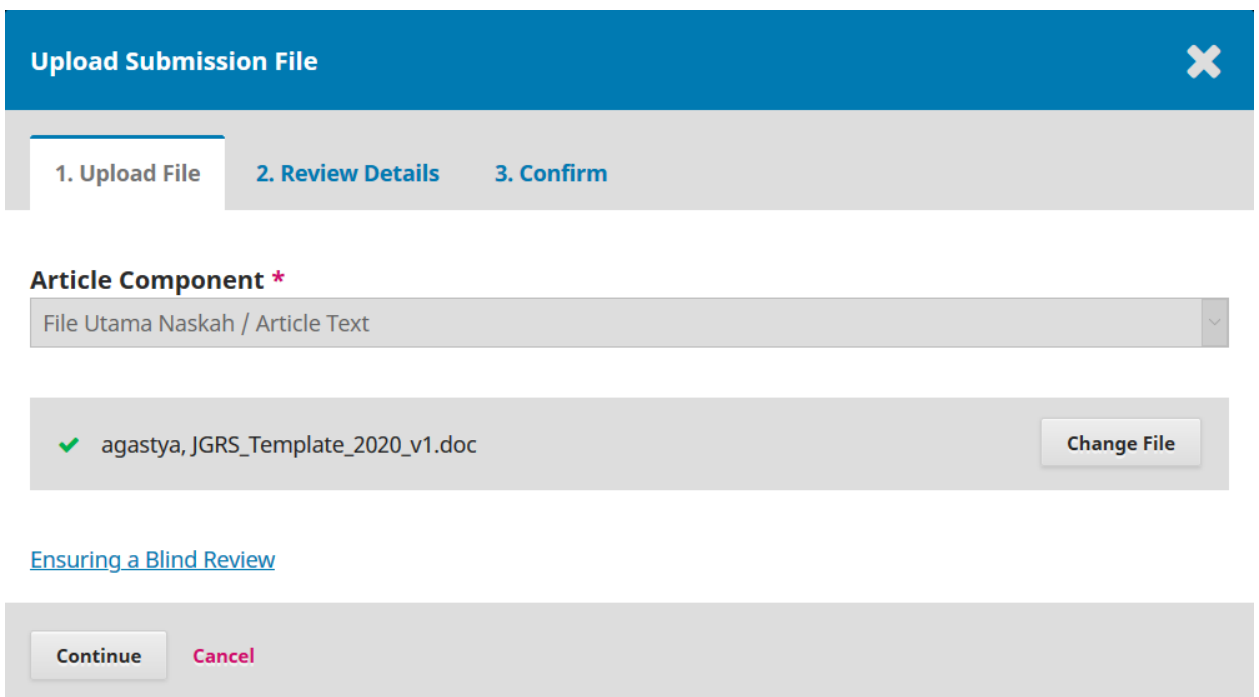 Upload Submission File
1. Upload File 2. Review Details 3. Confirm
Article Component *
File Utama Naskah / Article Text
agastya, JGRS_Template_2020_v1.doc Change File
Ensuring a Blind Review
Continue Cancel